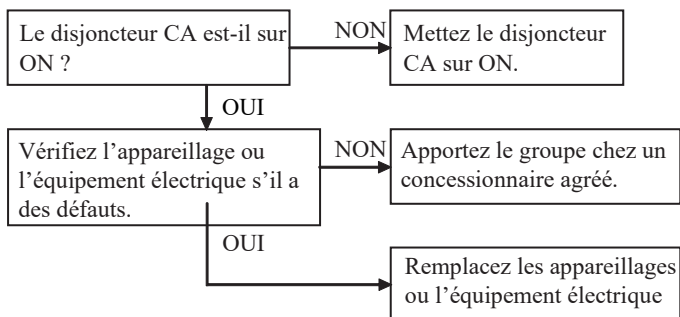 Le disjoncteur CA est-il sur
ON ?
NON
Mettez le disjoncteur
CA sur ON.
OUI
Vérifiez l’appareillage ou
l’équipement électrique s’il a
des défauts.
NON
Apportez le groupe chez un
concessionnaire agréé.
OUI
Remplacez les appareillages
ou l’équipement électrique